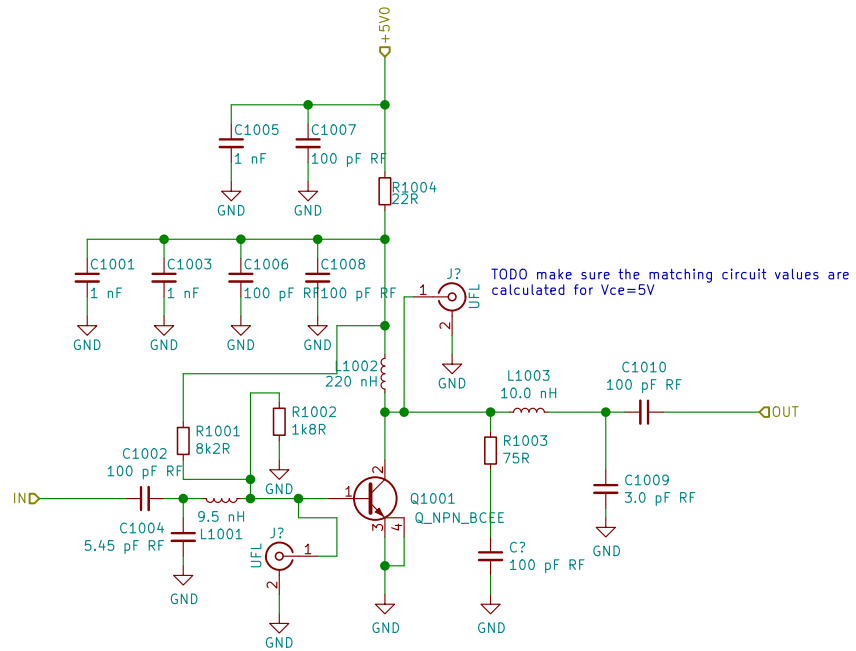 +5V0
C1005
1 nF
C1007
100 pF RF
R1004
22R
C1001
1 nF
C1003
1 nF
C1006
100 pF RF
C1008
100 pF RF
GND
GND
GND
GND
GND
GND
J?
1
UFL
2
GND
TODO make sure the matching circuit values are
calculated for Vce=5V
L1002
220 nH
L1003
10.0 nH
C1010
100 pF RF
OUT
R1001
8k2R
R1002
1k8R
GND
R1003
75R
C1002
100 pF RF
IN
9.5 nH
L1001
C1004
5.45 pF RF
GND
1
2
3
4
Q1001
Q_NPN_BCEE
C1009
3.0 pF RF
GND
J?
UFL
1
2
GND
GND
C?
100 pF RF
GND